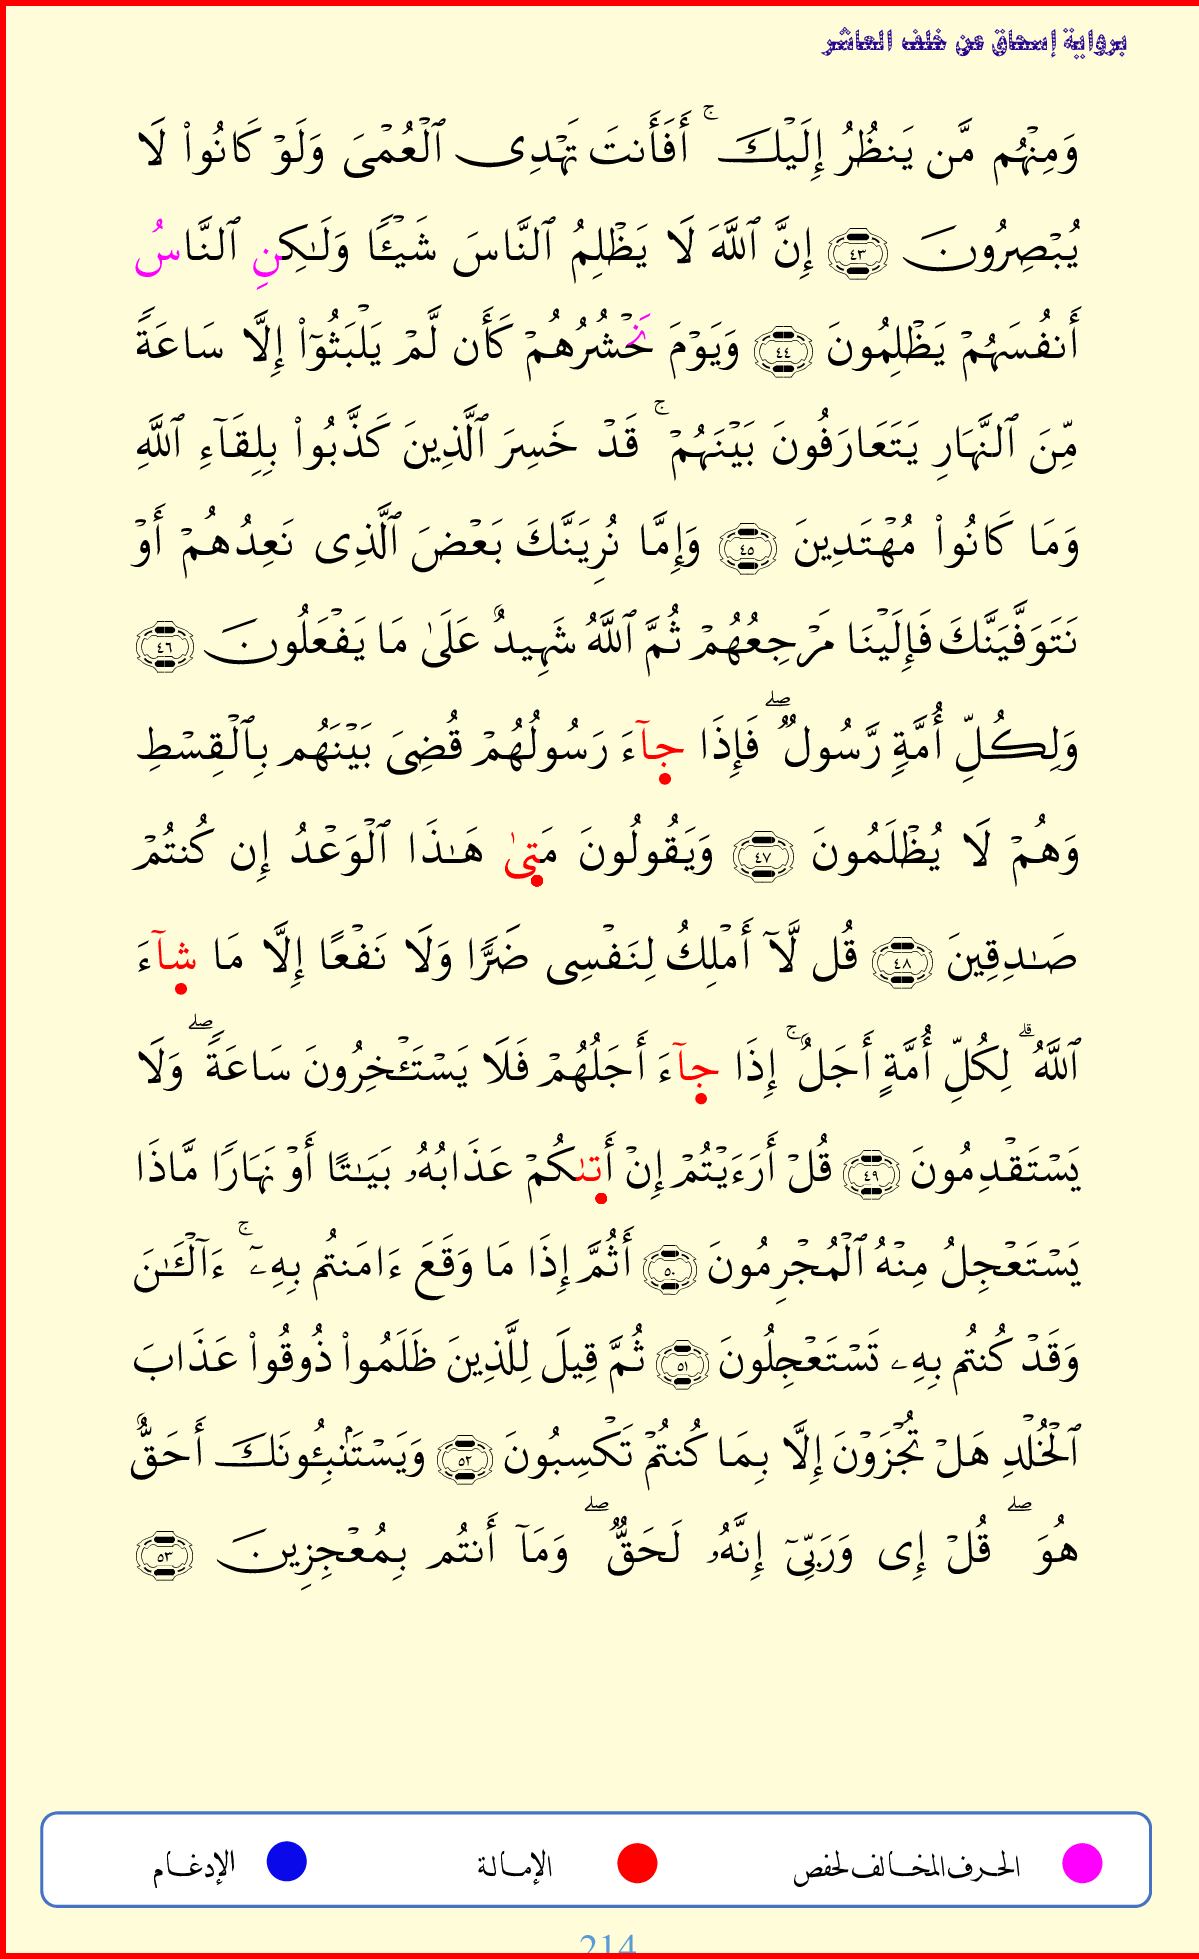 برواية إسحاق عن خلف العاشر
وَمِنْهُم مَّن يَنظُرُ إِلَيْكَ ۚ أَفَأَنتَ تَهْدِى ٱلْعُمْىَ وَلَوْ كَانُوا۟ لَا
يُبْصِرُونَ ٤٣ إِنَّ ٱللَّهَ لَا يَظْلِمُ ٱلنَّاسَ شَيْـًٔا وَلَـٰكِنِ ٱلنَّاسُ
أَنفُسَهُمْ يَظْلِمُونَ ٤٤ وَيَوْمَ نَحْشُرُهُمْ كَأَن لَّمْ يَلْبَثُوٓا۟ إِلَّا سَاعَةً
مِّنَ ٱلنَّهَارِ يَتَعَارَفُونَ بَيْنَهُمْ ۚ قَدْ خَسِرَ ٱلَّذِينَ كَذَّبُوا۟ بِلِقَآءِ ٱللَّهِ
وَمَا كَانُوا۟ مُهْتَدِينَ ٤٥ وَإِمَّا نُرِيَنَّكَ بَعْضَ ٱلَّذِى نَعِدُهُمْ أَوْ
نَتَوَفَّيَنَّكَ فَإِلَيْنَا مَرْجِعُهُمْ ثُمَّ ٱللَّهُ شَهِيدٌ عَلَىٰ مَا يَفْعَلُونَ ٤٦
وَلِكُلِّ أُمَّةٍ رَّسُولٌ ۖ فَإِذَا جَآءَ رَسُولُهُمْ قُضِىَ بَيْنَهُم بِٱلْقِسْطِ
وَهُمْ لَا يُظْلَمُونَ ٤٧ وَيَقُولُونَ مَتىٰ هَـٰذَا ٱلْوَعْدُ إِن كُنتُمْ
صَـٰدِقِينَ ٤٨ قُل لَّآ أَمْلِكُ لِنَفْسِى ضَرًّا وَلَا نَفْعًا إِلَّا مَا شآءَ
ٱللَّهُ ۗ لِكُلِّ أُمَّةٍ أَجَلٌ ۚ إِذَا جآءَ أَجَلُهُمْ فَلَا يَسْتَـْٔخِرُونَ سَاعَةً ۖ وَلَا
يَسْتَقْدِمُونَ ٤٩ قُلْ أَرَءَيْتُمْ إِنْ أَتىٰكُمْ عَذَابُهُۥ بَيَـٰتًا أَوْ نَهَارًا مَّاذَا
يَسْتَعْجِلُ مِنْهُ ٱلْمُجْرِمُونَ ٥٠ أَثُمَّ إِذَا مَا وَقَعَ ءَامَنتُم بِهِۦٓ ۚ ءَآلْـَٔـٰنَ
وَقَدْ كُنتُم بِهِۦ تَسْتَعْجِلُونَ ٥١ ثُمَّ قِيلَ لِلَّذِينَ ظَلَمُوا۟ ذُوقُوا۟ عَذَابَ
ٱلْخُلْدِ هَلْ تُجْزَوْنَ إِلَّا بِمَا كُنتُمْ تَكْسِبُونَ ٥٢ وَيَسْتَنۢبِـُٔونَكَ أَحَقٌّ
هُوَ ۖ قُلْ إِى وَرَبِّىٓ إِنَّهُۥ لَحَقٌّ ۖ وَمَآ أَنتُم بِمُعْجِزِينَ ٥٣
الحرف المخالف لحفص الإمالة الإدغام
214